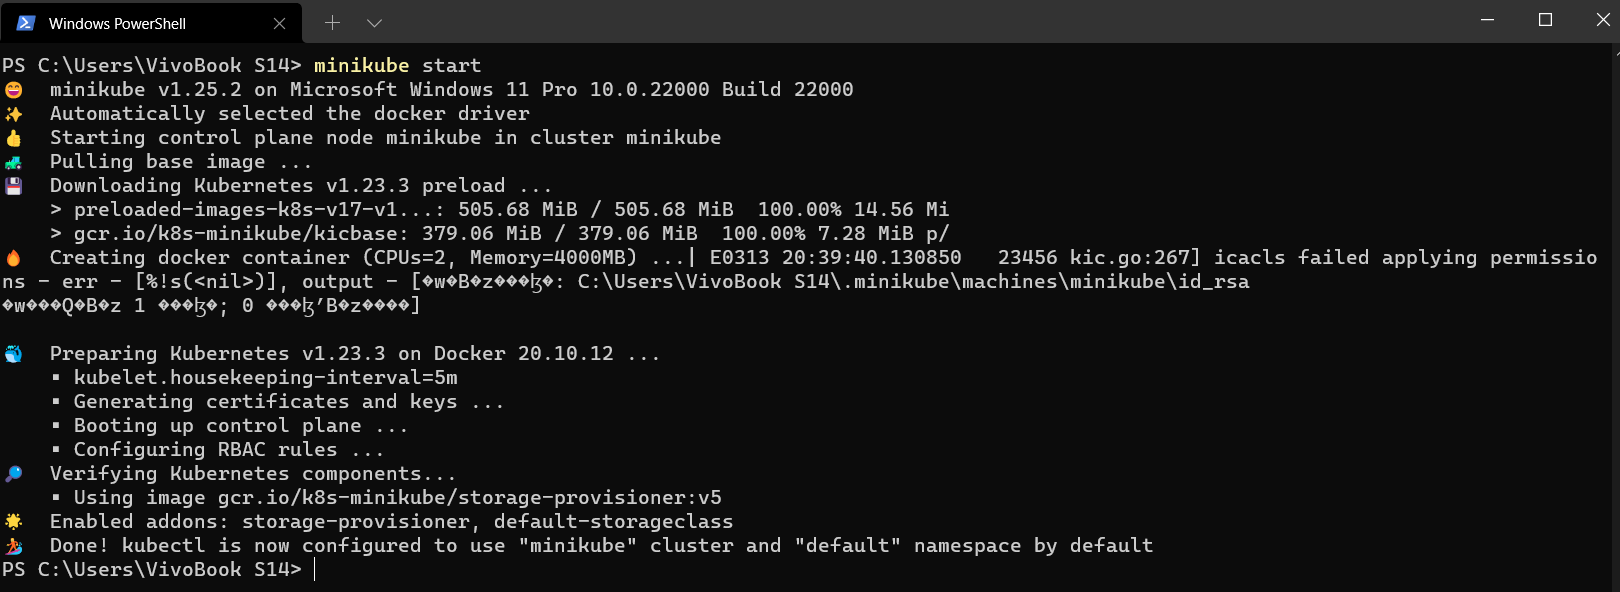 Windows PowerShell
PS C:\Users\VivoBook S14> minikube start
minikube v1.25.2 on Microsoft Windows 11 Pro 10.0.22000 Build 22000
Automatically selected the docker driver
Starting control plane node minikube in cluster minikube
Pulling base image ...
Downloading Kubernetes v1.23.3 preload ...
> preloaded-images-k8s-v17-v1...: 505.68 MiB / 505.68 MiB  100.00% 14.56 Mi
> gcr.io/k8s-minikube/kicbase: 379.06 MiB / 379.06 MiB  100.00% 7.28 MiB p/
Creating docker container (CPUs=2, Memory=4000MB) ...| E0313 20:39:40.130850   23456 kic.go:267] icacls failed applying permissio
ns - err - [%!s(<nil>)], output - [�w�B�z���ɮ�: C:\Users\VivoBook S14\.minikube\machines\minikube\id_rsa
�w���Q�B�z 1 ���ɮ�; 0 ���ɮ’B�z����]
Preparing Kubernetes v1.23.3 on Docker 20.10.12 ...
▪ kubelet.housekeeping-interval=5m
▪ Generating certificates and keys ...
▪ Booting up control plane ...
▪ Configuring RBAC rules ...
Verifying Kubernetes components...
▪ Using image gcr.io/k8s-minikube/storage-provisioner:v5
Enabled addons: storage-provisioner, default-storageclass
Done! kubectl is now configured to use "minikube" cluster and "default" namespace by default
PS C:\Users\VivoBook S14>